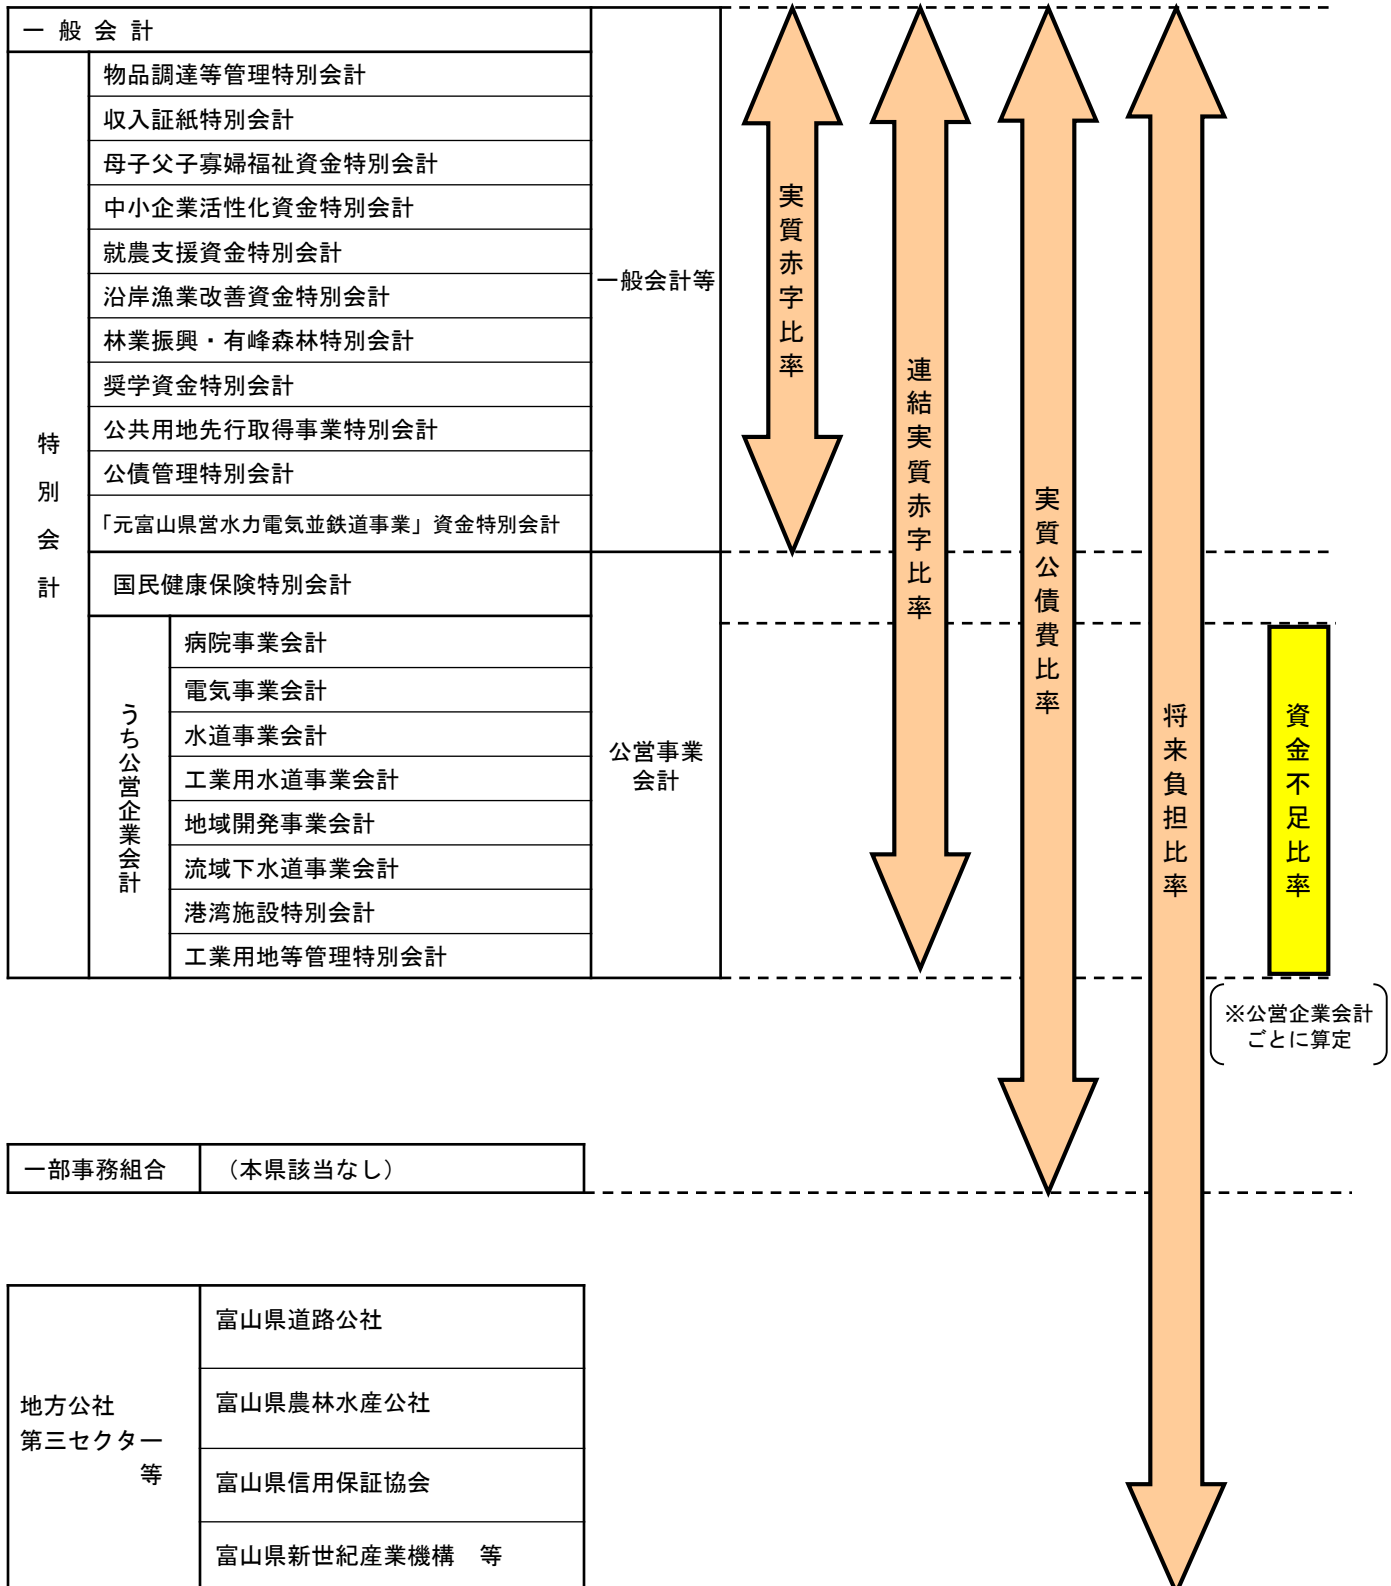 一 般 会 計
特別会計
物品調達等管理特別会計
収入証紙特別会計
母子父子寡婦福祉資金特別会計
中小企業活性化資金特別会計
就農支援資金特別会計
沿岸漁業改善資金特別会計
林業振興・有峰森林特別会計
奨学資金特別会計
公共用地先行取得事業特別会計
公債管理特別会計
「元富山県営水力電気並鉄道事業」資金特別会計
一般会計等
国民健康保険特別会計
うち公営企業会計
病院事業会計
電気事業会計
水道事業会計
工業用水道事業会計
地域開発事業会計
流域下水道事業会計
港湾施設特別会計
工業用地等管理特別会計
公営事業
会計
実質赤字比率
連結実質赤字比率
実質公債費比率
将来負担比率
資金不足比率
※公営企業会計
ごとに算定
一部事務組合
（本県該当なし）
地方公社
第三セクター
等
富山県道路公社
富山県農林水産公社
富山県信用保証協会
富山県新世紀産業機構　等